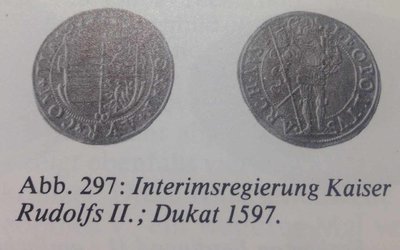 Abb. 297: Interimsregierung Kaiser
Rudolfs II.; Dukat 1597.